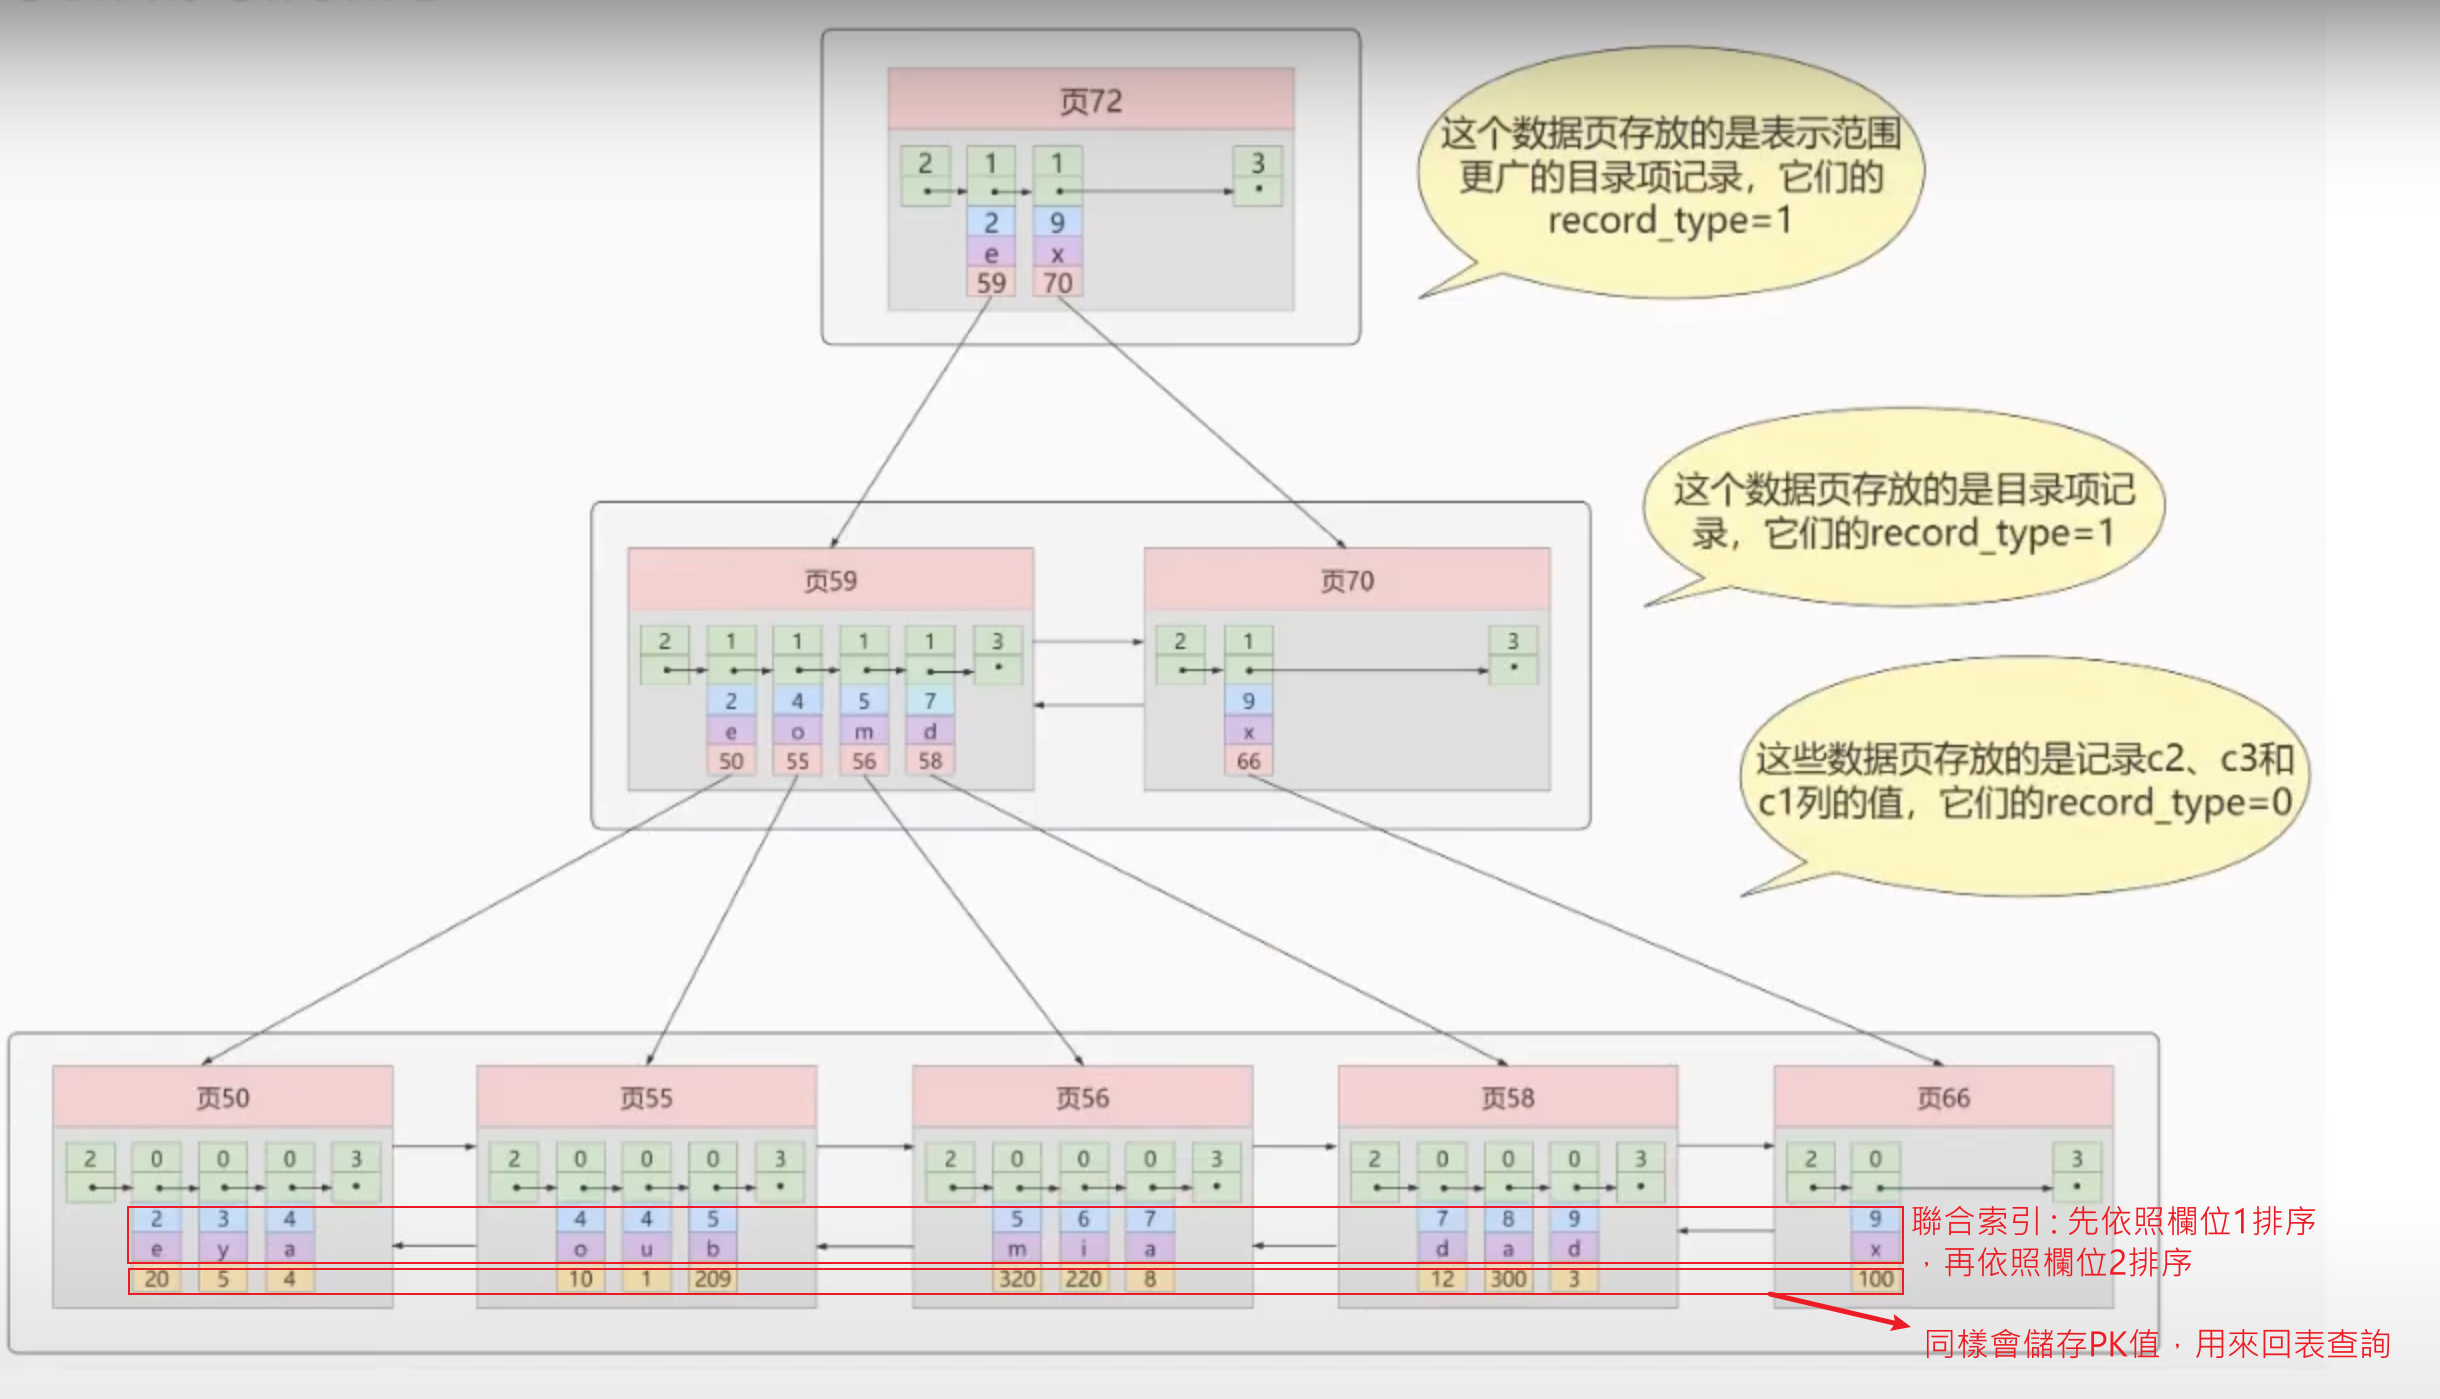 页72
2 1 1 3
2 9
e x
59 70
这个数据页存放的是表示范围
更广的目录项记录，它们的
record_type=1
这个数据页存放的是目录项记
录，它们的record_type=1
页59
2 1 1 1 1 3
2 4 5 7
e o m d
50 55 56 58
页70
2 1 3
9
x
66
这些数据页存放的是记录c2、c3和
c1列的值，它们的record_type=0
页50
2 0 0 0 3
2 3 4
e y a
20 5 4
页55
2 0 0 0 3
4 4 5
o u b
10 1 209
页56
2 0 0 0 3
5 6 7
m i a
320 220 8
页58
2 0 0 0 3
7 8 9
d a d
12 300 3
页66
2 0 3
9
x
100
聯合索引 : 先依照欄位1排序
，再依照欄位2排序
同樣會儲存PK值，用來回表查詢